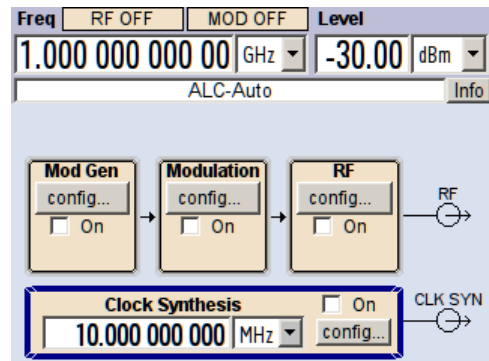 Freq RF OFF MOD OFF Level
1.000 000 000 00 GHz -30.00 dBm
ALC-Auto Info
Mod Gen Modulation RF
config... config... config... RF
On On On
Clock Synthesis On CLK SYN
10.000 000 000 MHz config...